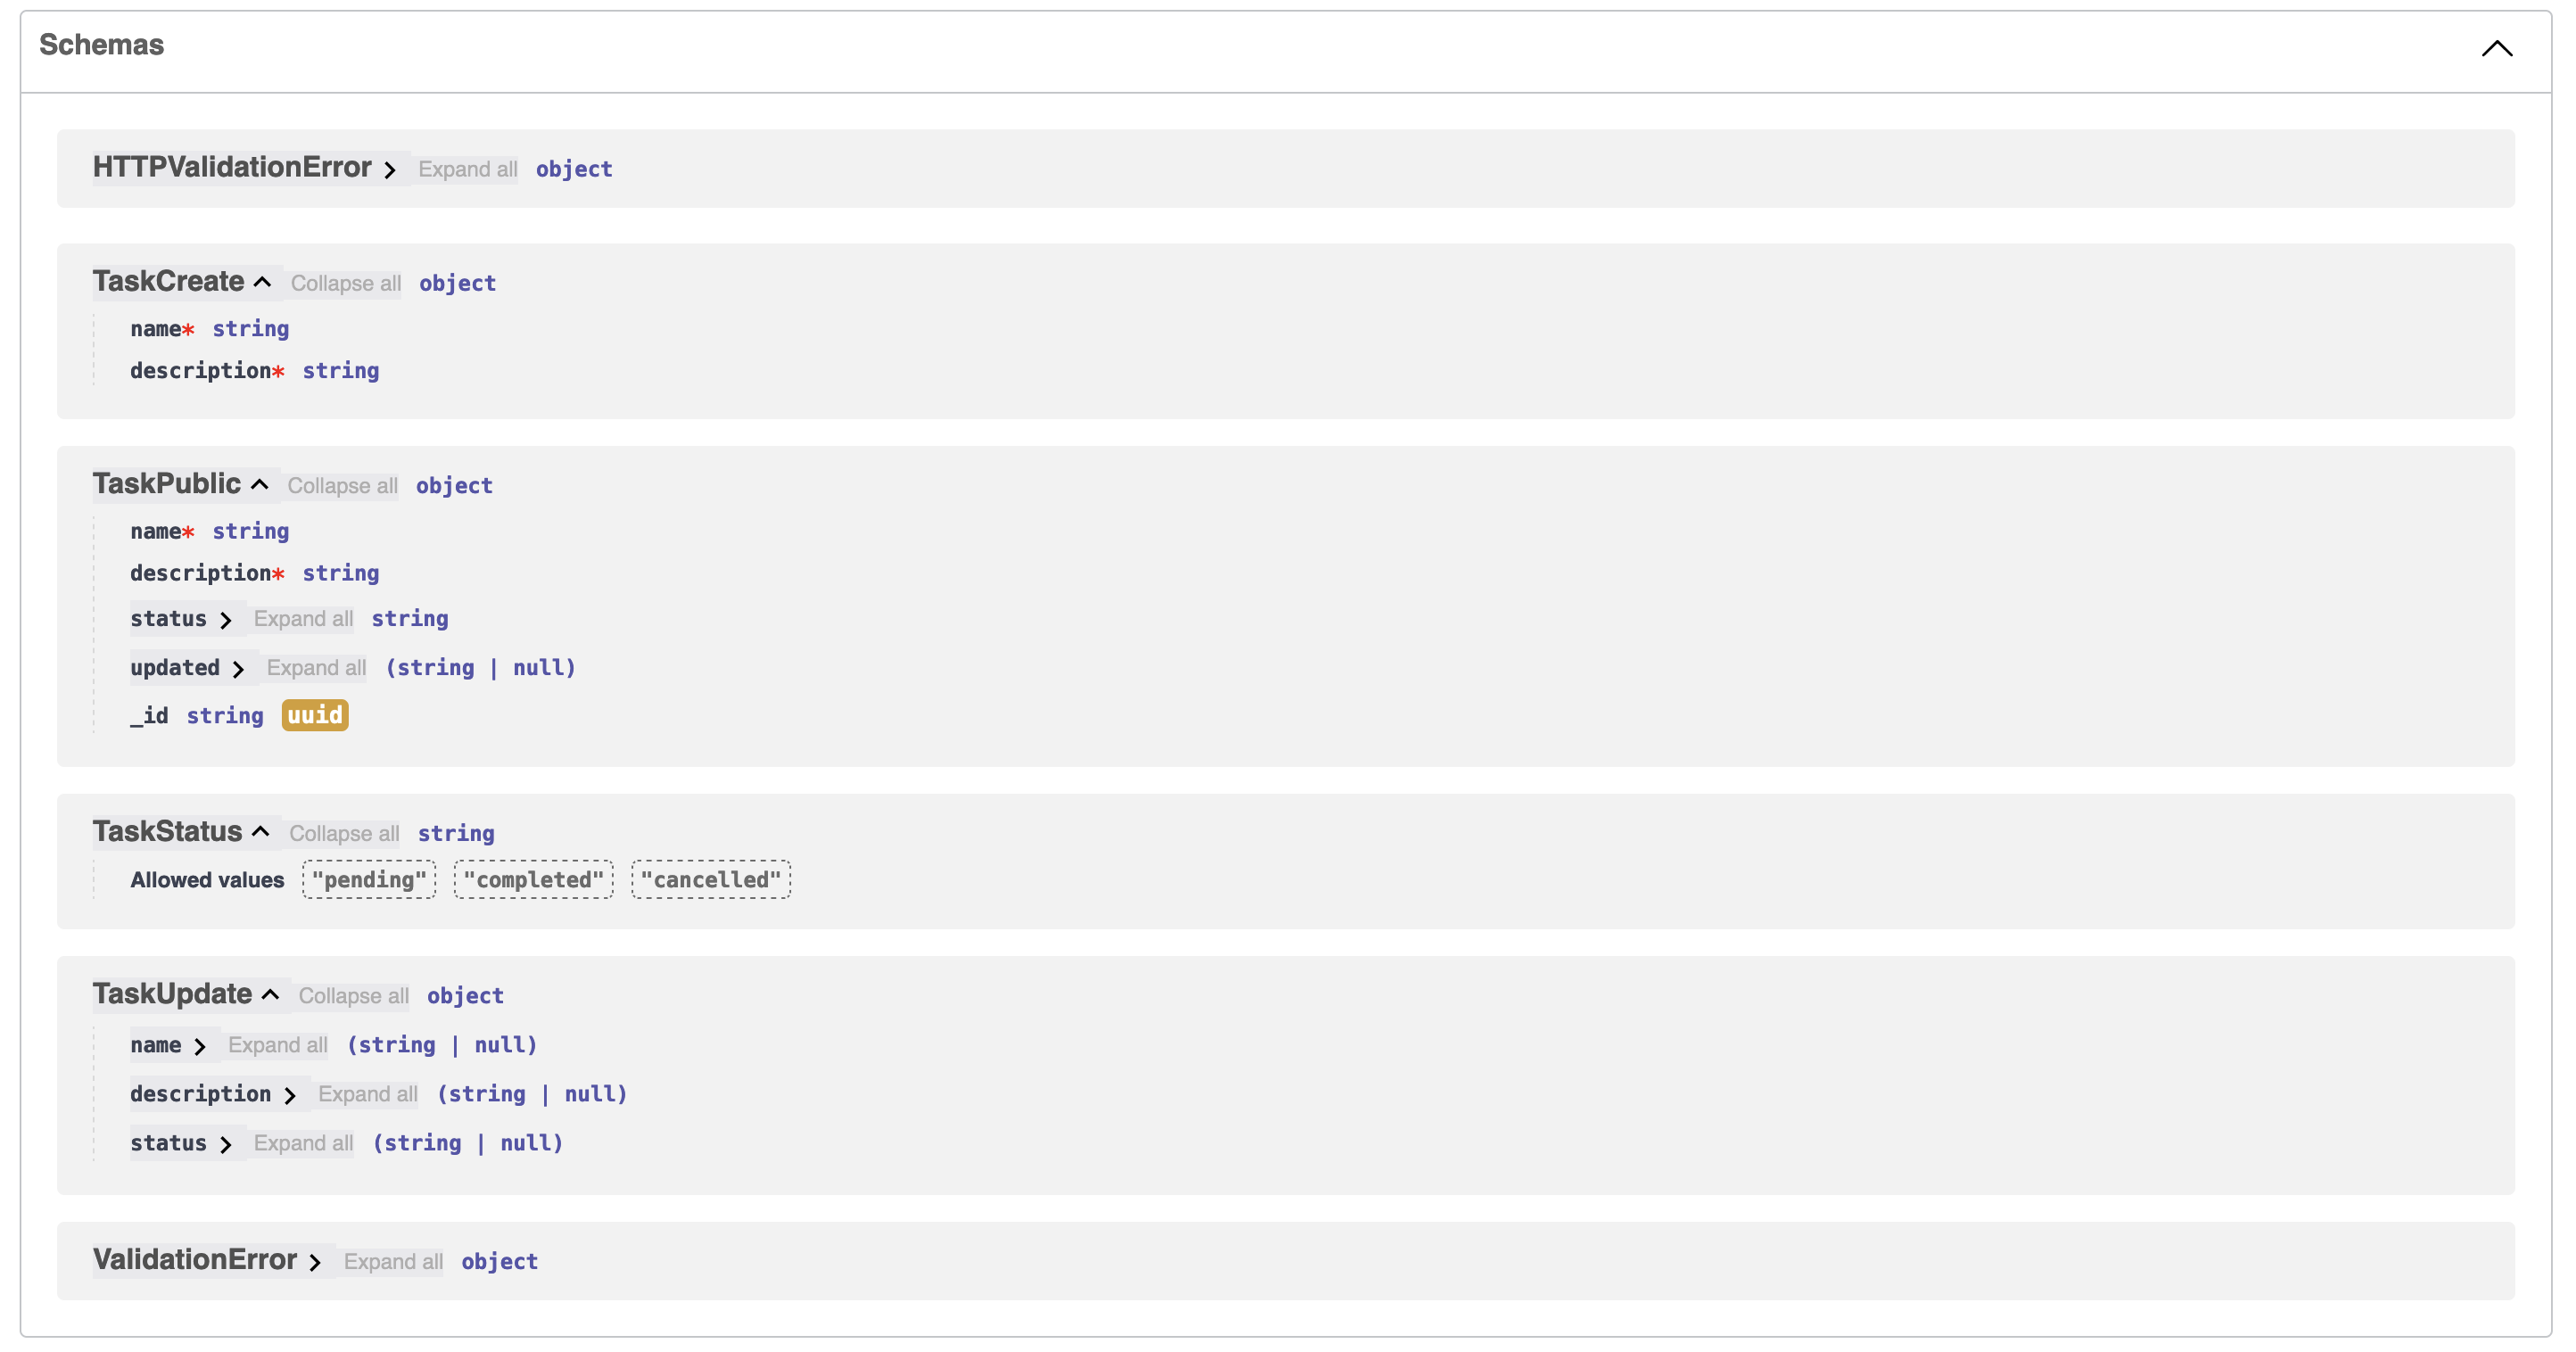 Schemas
HTTPValidationError Expand all object
TaskCreate Collapse all object
name* string
description* string
TaskPublic Collapse all object
name* string
description* string
status Expand all string
updated Expand all (string | null)
_id string uuid
TaskStatus Collapse all string
Allowed values "pending" "completed" "cancelled"
TaskUpdate Collapse all object
name Expand all (string | null)
description Expand all (string | null)
status Expand all (string | null)
ValidationError Expand all object